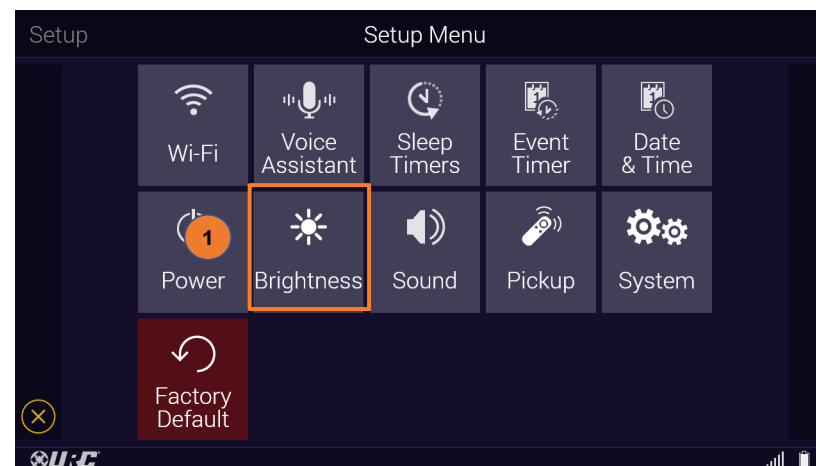 Setup
Setup Menu
Wi-Fi
Voice
Assistant
Sleep
Timers
Event
Timer
Date
& Time
1
Power
Brightness
Sound
Pickup
System
Factory
Default
URC